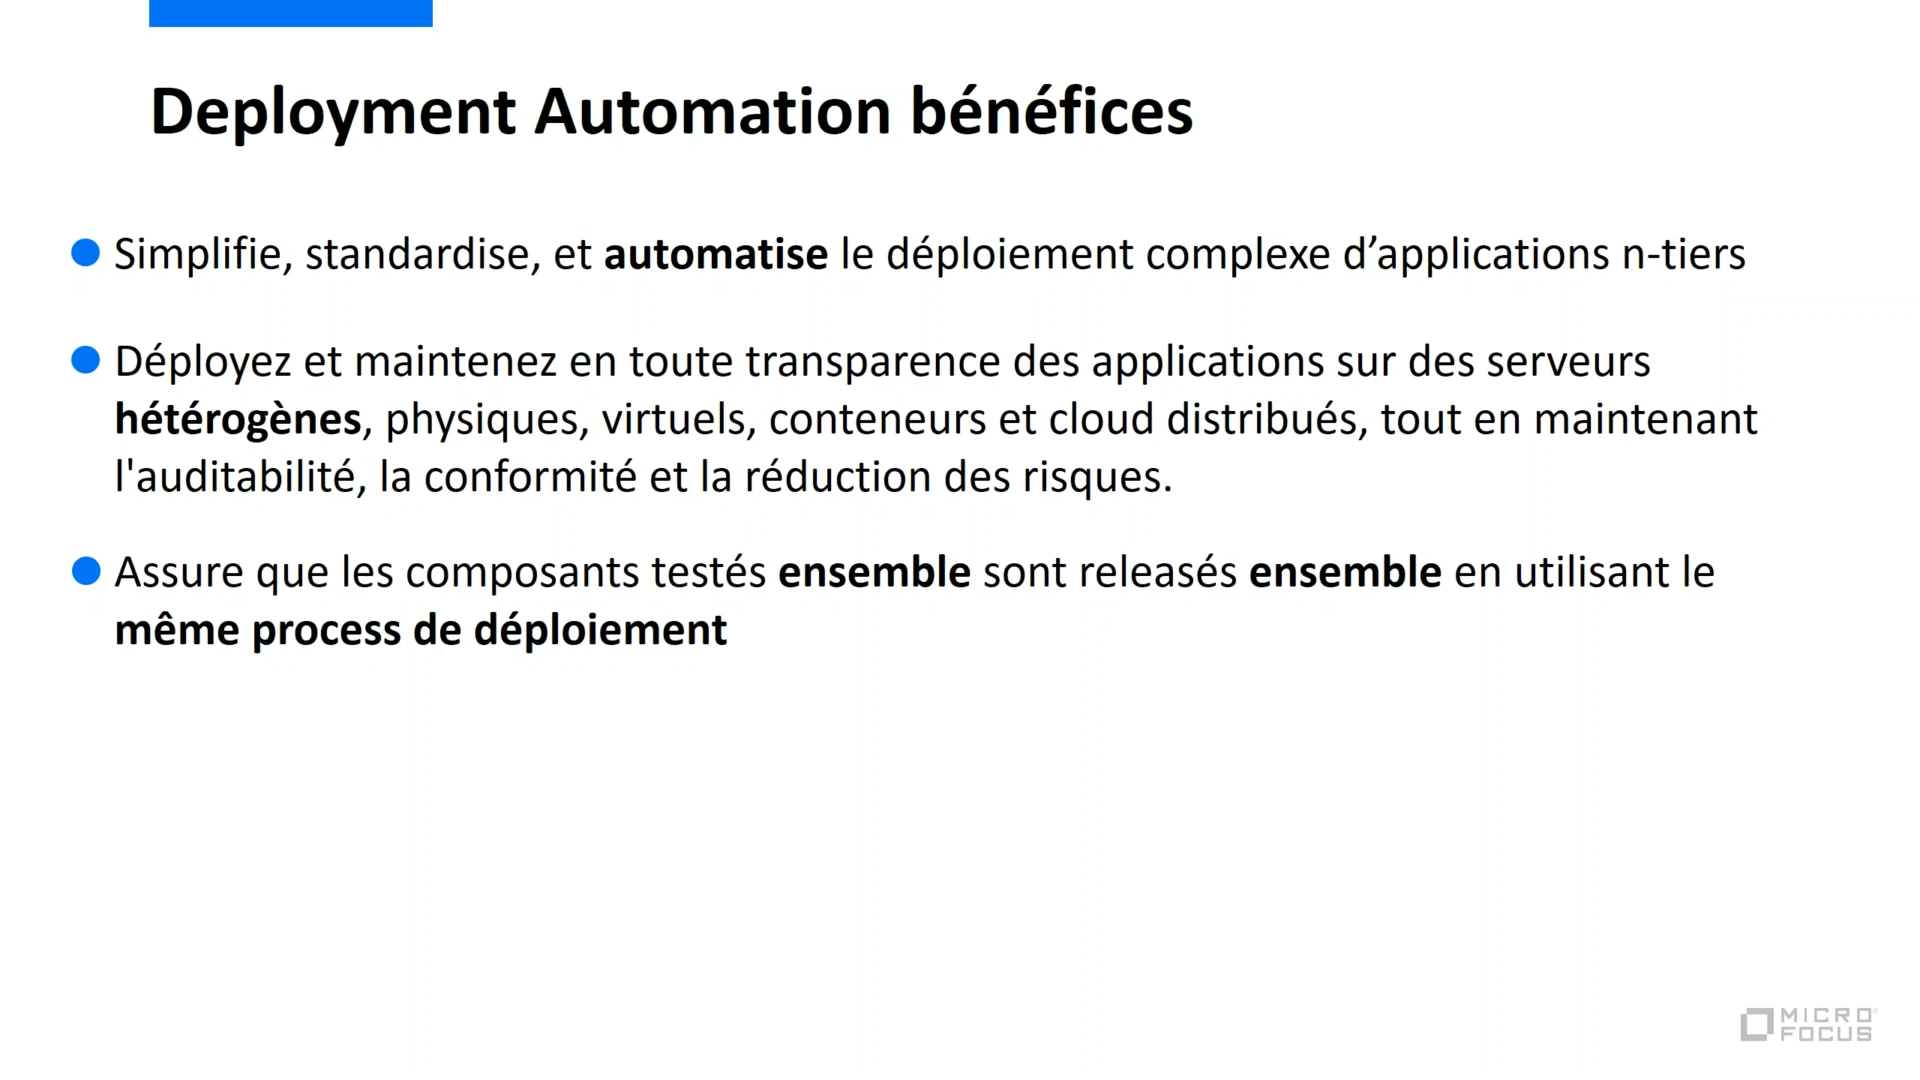 Deployment Automation bénéfices
Simplifie, standardise, et automatise le déploiement complexe d’applications n-tiers
Déployez et maintenez en toute transparence des applications sur des serveurs
hétérogènes, physiques, virtuels, conteneurs et cloud distribués, tout en maintenant
l'auditabilité, la conformité et la réduction des risques.
Assure que les composants testés ensemble sont releasés ensemble en utilisant le
même process de déploiement
MICRO
FOCUS